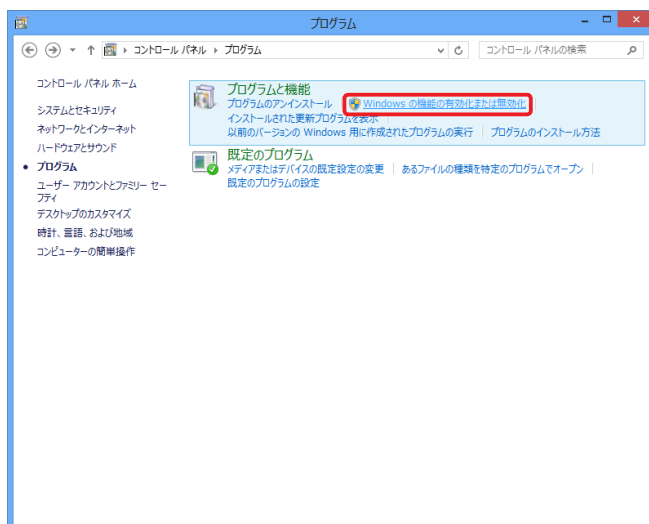 プログラム
コントロール パネル ▸ プログラム
コントロール パネルの検索
コントロール パネル ホーム
システムとセキュリティ
ネットワークとインターネット
ハードウェアとサウンド
プログラム
ユーザー アカウントとファミリー セー
フティ
デスクトップのカスタマイズ
時計、言語、および地域
コンピューターの簡単操作
プログラムと機能
プログラムのアンインストール Windows の機能の有効化または無効化
インストールされた更新プログラムを表示
以前のバージョンの Windows 用に作成されたプログラムの実行 プログラムのインストール方法
既定のプログラム
メディアまたはデバイスの既定設定の変更 あるファイルの種類を特定のプログラムでオープン
既定のプログラムの設定